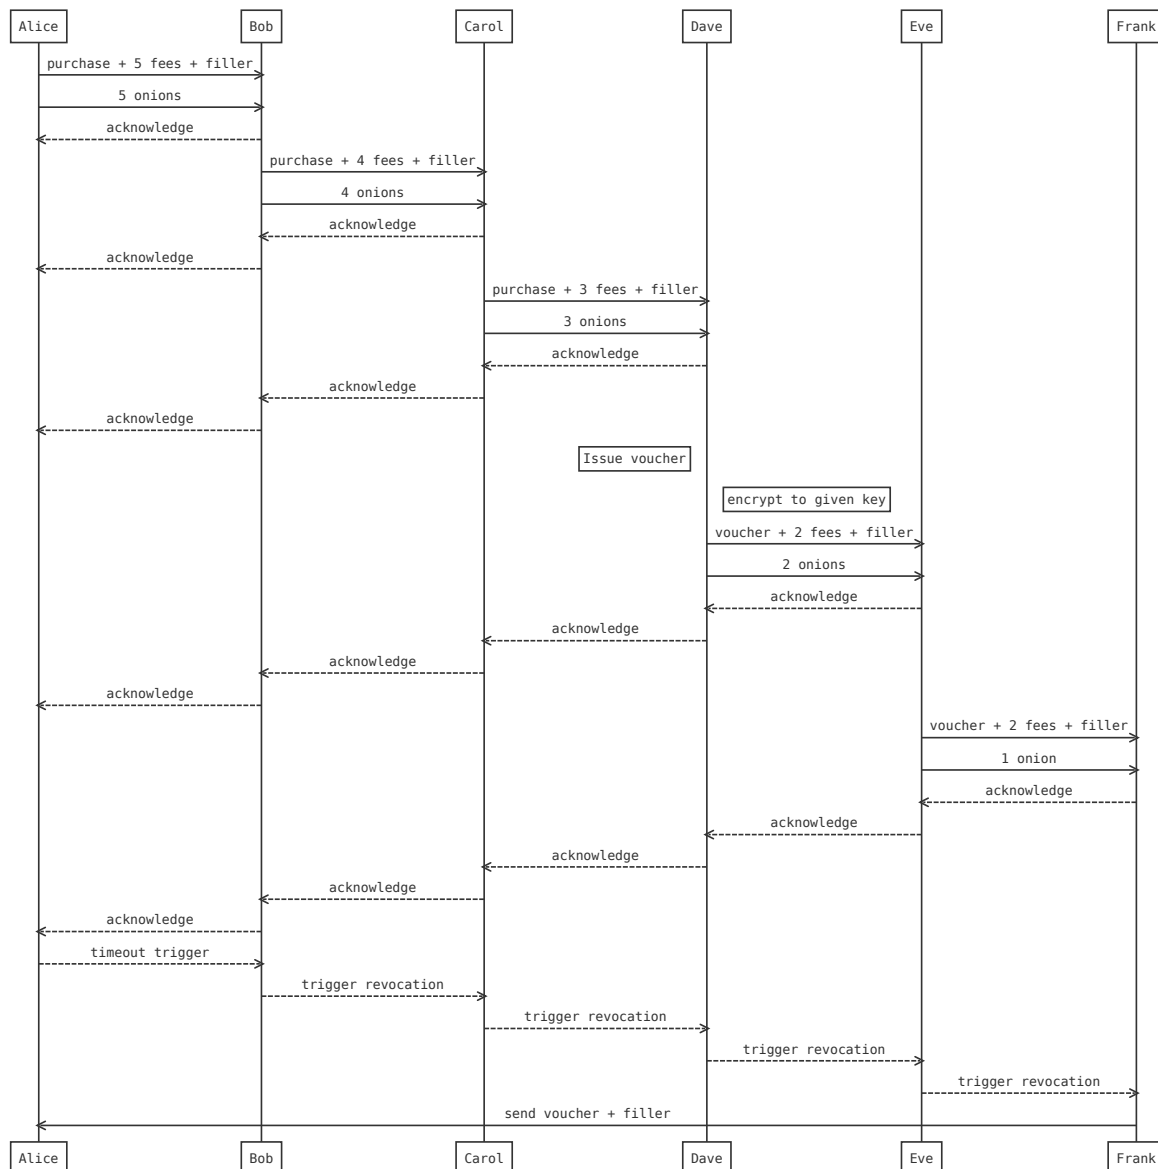 Alice Bob Carol Dave Eve Frank
purchase + 5 fees + filler
5 onions
acknowledge
purchase + 4 fees + filler
4 onions
acknowledge
acknowledge
purchase + 3 fees + filler
3 onions
acknowledge
acknowledge
acknowledge
Issue voucher
encrypt to given key
voucher + 2 fees + filler
2 onions
acknowledge
acknowledge
acknowledge
acknowledge
voucher + 2 fees + filler
1 onion
acknowledge
acknowledge
acknowledge
acknowledge
acknowledge
timeout trigger
trigger revocation
trigger revocation
trigger revocation
trigger revocation
send voucher + filler
Alice Bob Carol Dave Eve Frank